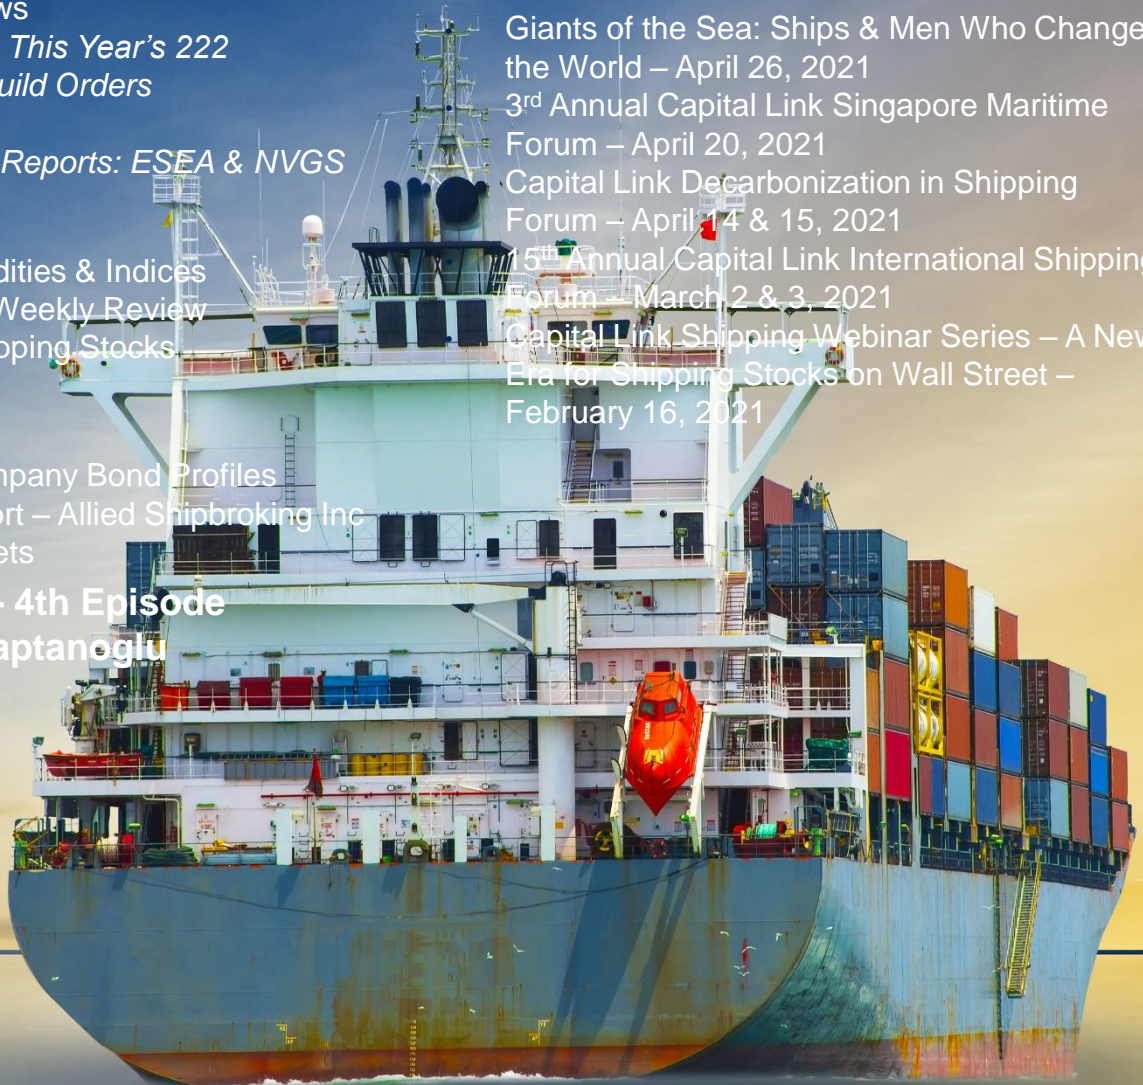 ws
This Year's 222
uild Orders
Reports: ESEA & NVGS
dities & Indices
Weekly Review
pping Stocks
mpany Bond Profiles
ort – Allied Shipbroking Inc
ets
- 4th Episode
aptanoglu
Giants of the Sea: Ships & Men Who Change
the World – April 26, 2021
3rd Annual Capital Link Singapore Maritime
Forum – April 20, 2021
Capital Link Decarbonization in Shipping
Forum – April 14 & 15, 2021
15th Annual Capital Link International Shipping
Forum – March 2 & 3, 2021
Capital Link Shipping Webinar Series – A New
Era for Shipping Stocks on Wall Street –
February 16, 2021